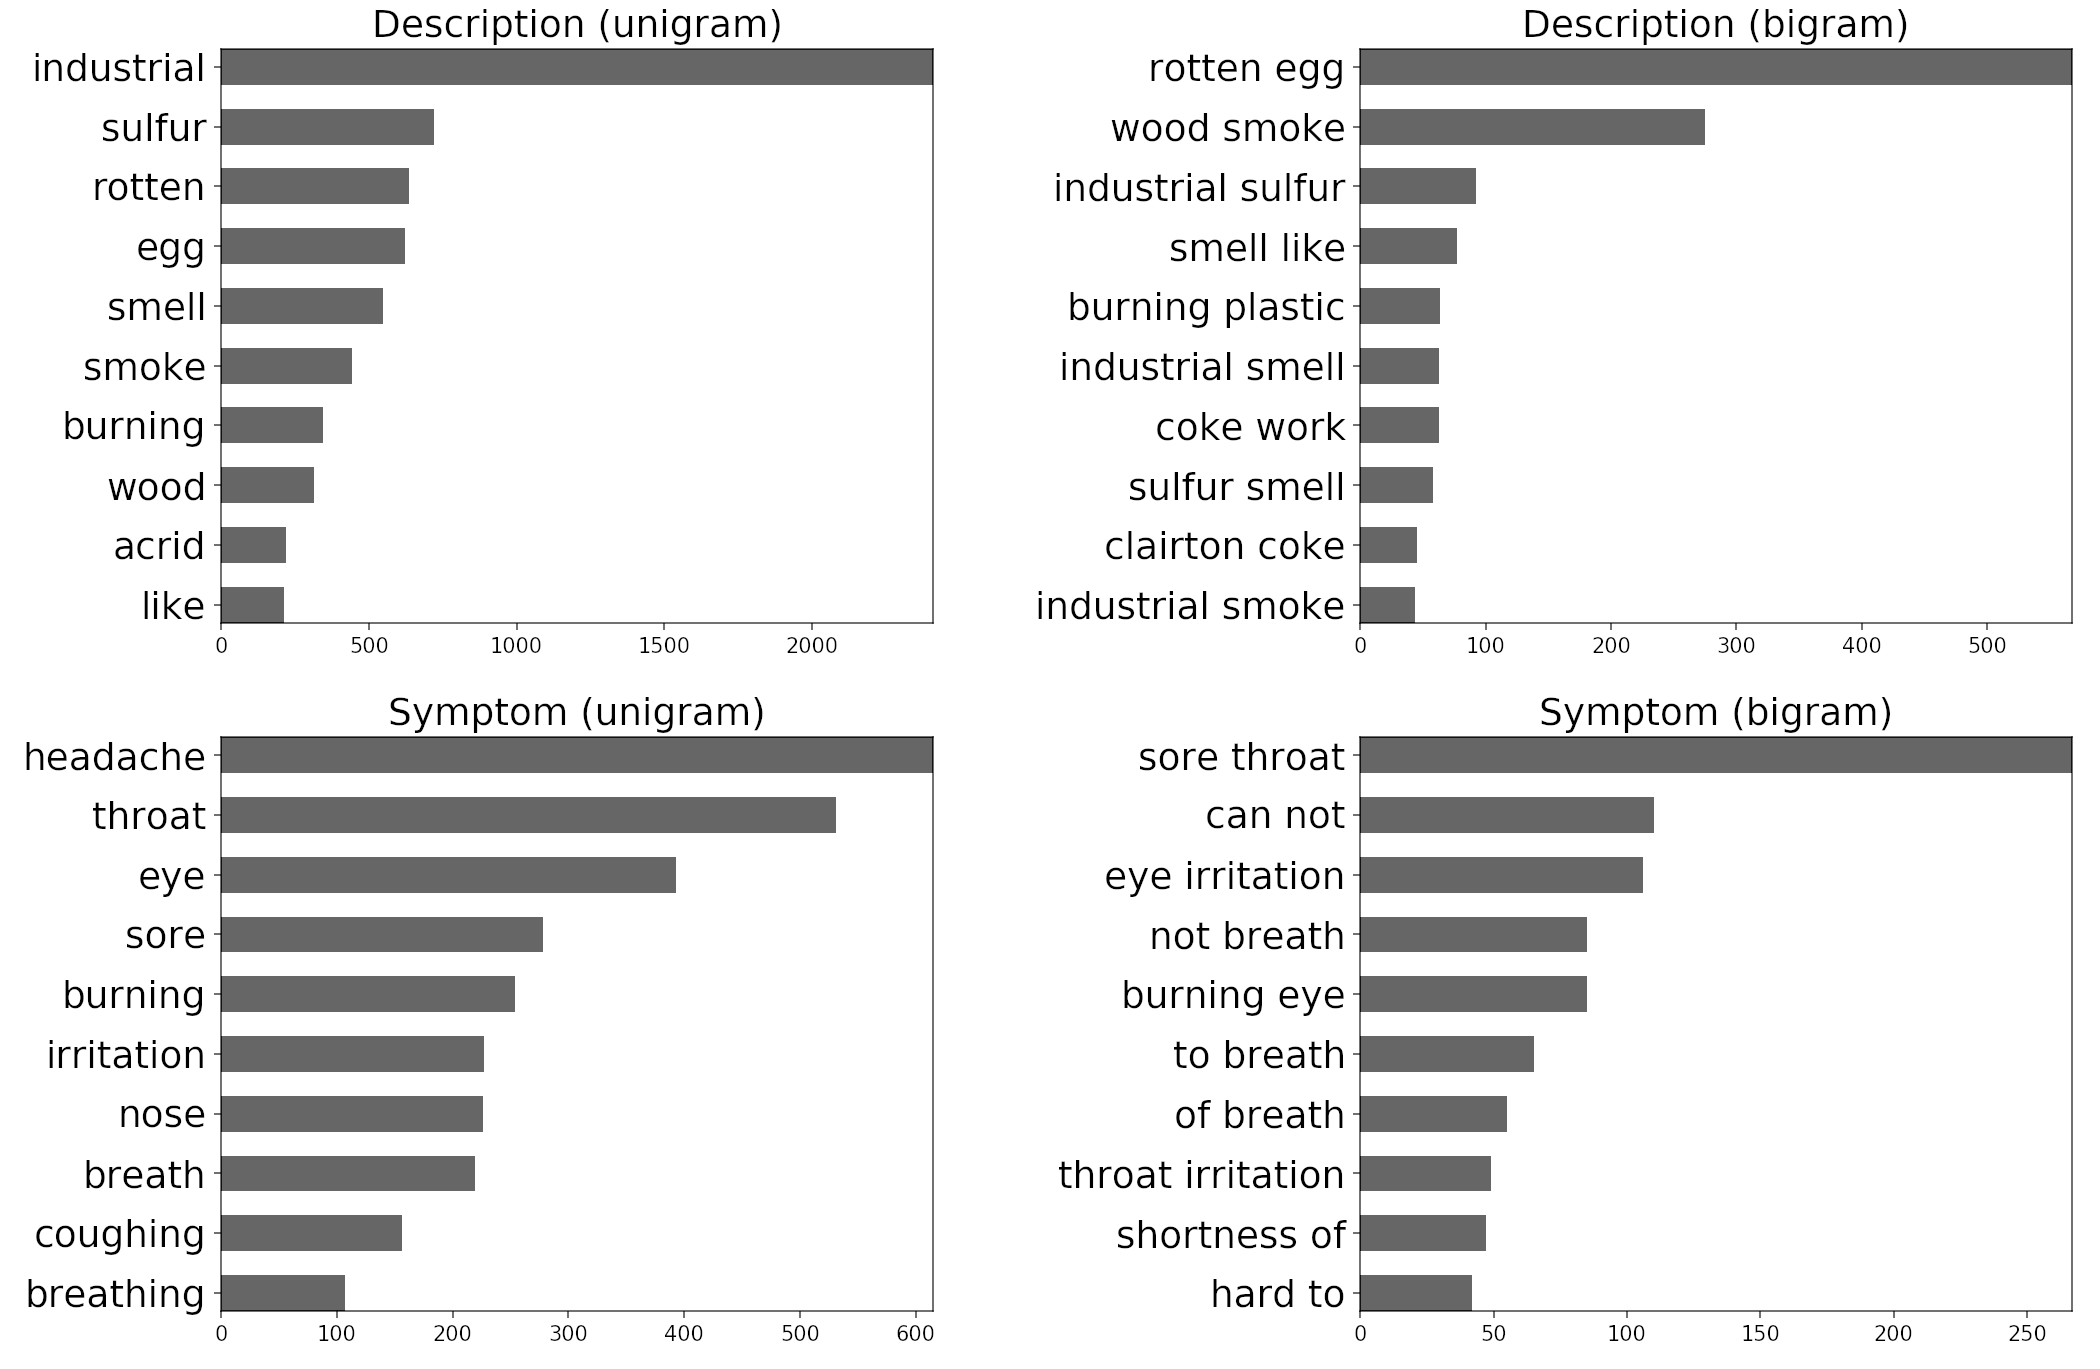 Description (unigram)
industrial
sulfur
rotten
egg
smell
smoke
burning
wood
acrid
like
0 500 1000 1500 2000
Description (bigram)
rotten egg
wood smoke
industrial sulfur
smell like
burning plastic
industrial smell
coke work
sulfur smell
clairton coke
industrial smoke
0 100 200 300 400 500
Symptom (unigram)
headache
throat
eye
sore
burning
irritation
nose
breath
coughing
breathing
0 100 200 300 400 500 600
Symptom (bigram)
sore throat
can not
eye irritation
not breath
burning eye
to breath
of breath
throat irritation
shortness of
hard to
0 50 100 150 200 250